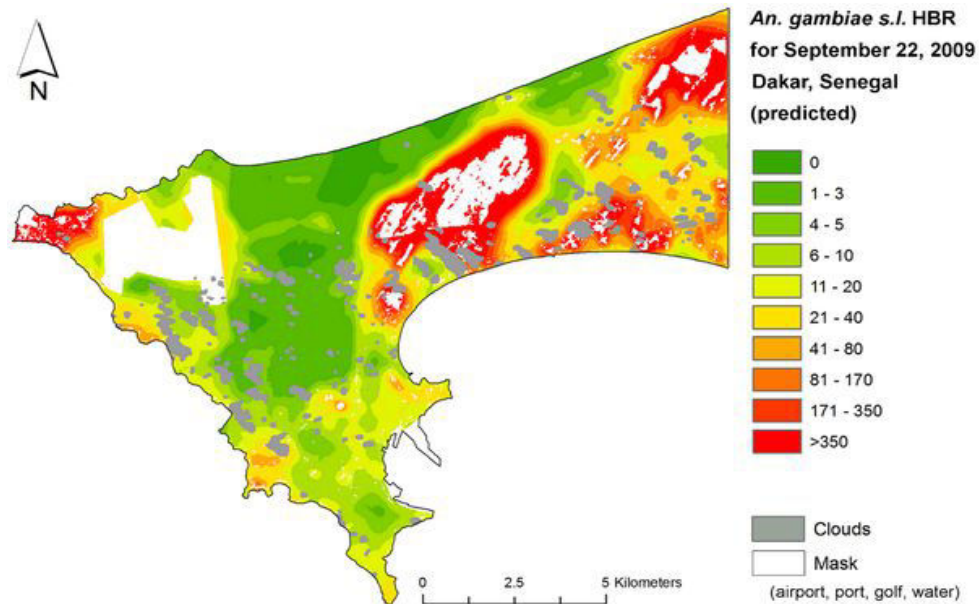 An. gambiae s.l. HBR
for September 22, 2009
Dakar, Senegal
(predicted)
N
0
1 - 3
4 - 5
6 - 10
11 - 20
21 - 40
41 - 80
81 - 170
171 - 350
>350
Clouds
Mask
(airport, port, golf, water)
0 2.5 5 Kilometers